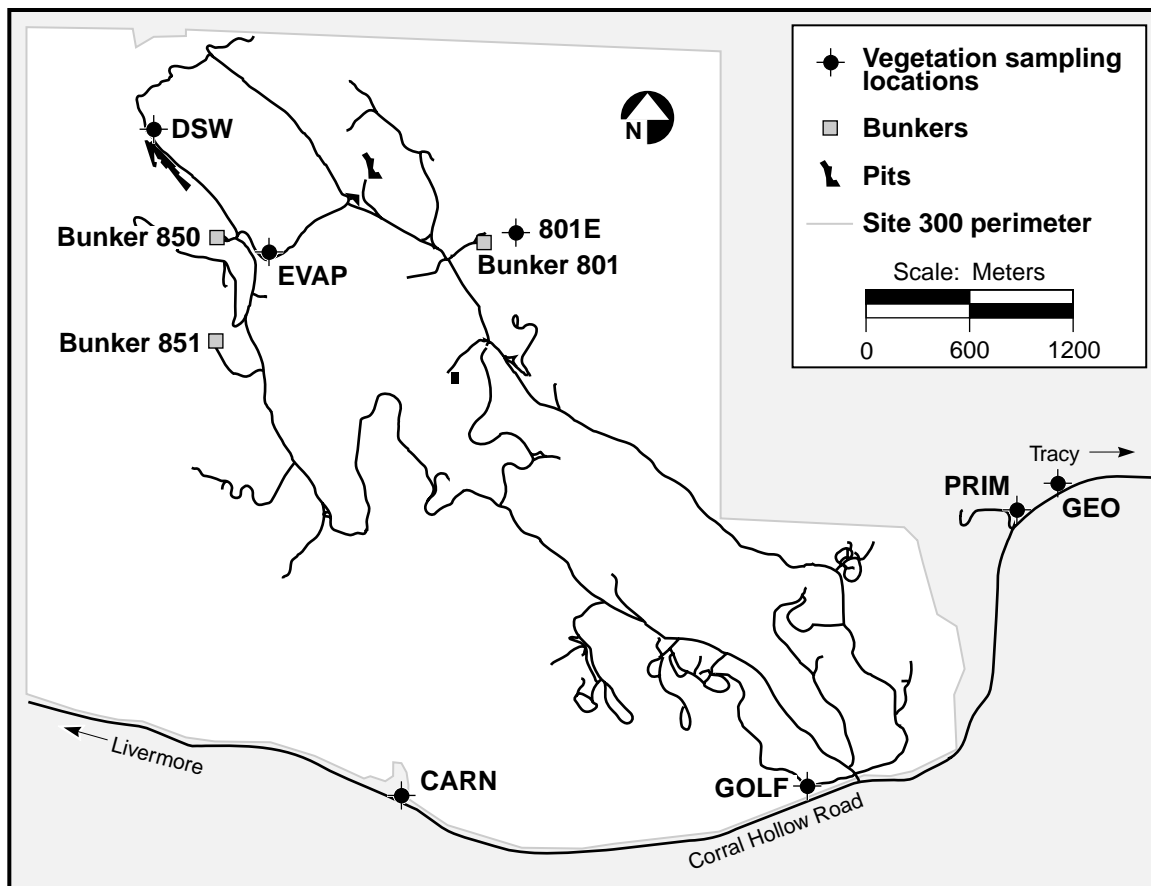 Vegetation sampling
locations
Bunkers
Pits
Site 300 perimeter
Scale: Meters
0 600 1200
N
DSW
Bunker 850
EVAP
801E
Bunker 801
Bunker 851
Tracy
PRIM
GEO
Livermore
CARN
GOLF
Corral Hollow Road